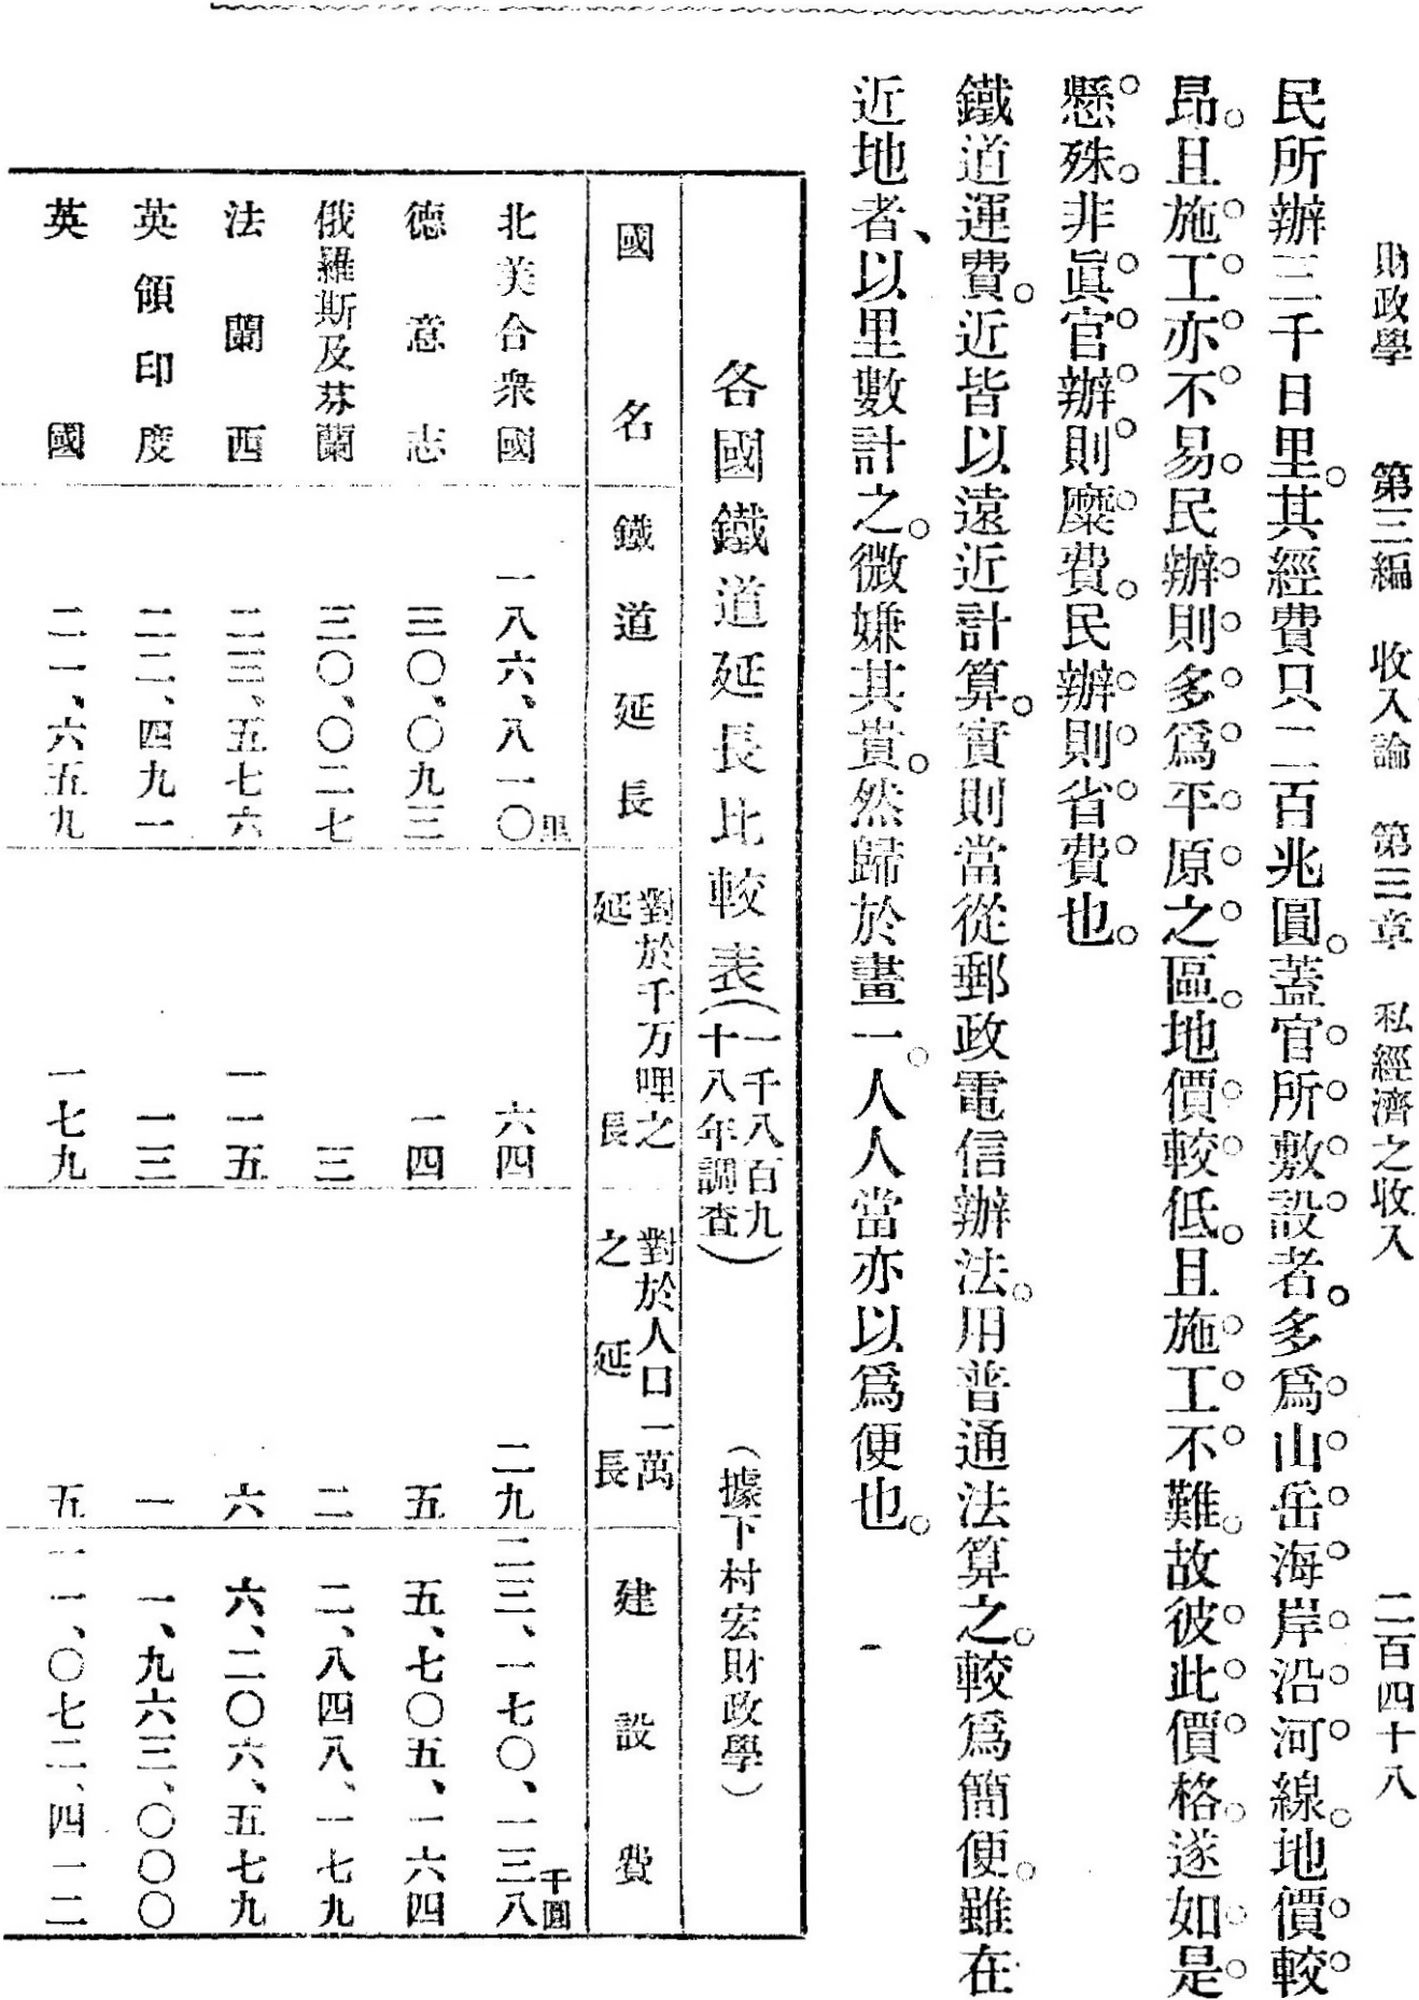 財政學 第三編 收入論 第三章 私經濟之收入 二百四十八
民所辦三千日里。其經費只二百兆圓。蓋官所敷設者。多爲山岳海岸沿河線。地價較
昂。且施工亦不易。民辦則多爲平原之區。地價較低。且施工不難。故彼此價格。遂如是
懸殊。非眞官辦則糜費。民辦則省費也。
鐵道運費。近皆以遠近計算。實則當從郵政電信辦法。用普通法算之。較爲簡便。雖在
近地者、以里數計之。微嫌其貴。然歸於畫一。人人當亦以爲便也。
各國鐵道延長比較表(一千八百九十八年調査) (據下村宏財政學)
國名 鐵道延長 對於千万哩之延長 對於人口一萬之延長 建設費
北美合衆國 一八六、八一〇里 六四 二九 二三、一七〇、一三八千圓
德意志 三〇、〇九三 一四 五 五、七〇五、一六四
俄羅斯及芬蘭 三〇、〇二七 三 二 二、八四八、一七九
法蘭西 二三、五七六 一一五 六 六、二〇六、五七九
英領印度 二二、四九一 一三 一 一、九六三、〇〇〇
英國 二一、六五九 一七九 五 一一、〇七二、四一二